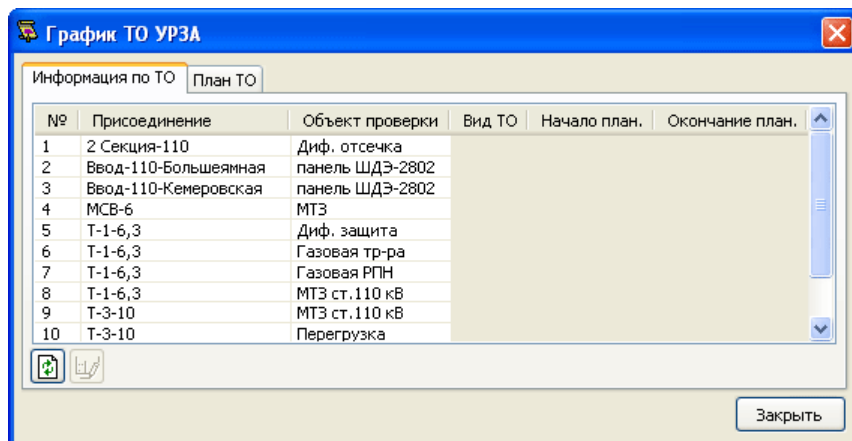 График ТО УРЗА
Информация по ТО План ТО
№ Присоединение Объект проверки Вид ТО Начало план. Окончание план.
1 2 Секция-110 Диф. отсечка
2 Ввод-110-Большеямная панель ШДЭ-2802
3 Ввод-110-Кемеровская панель ШДЭ-2802
4 МСВ-6 МТЗ
5 Т-1-6,3 Диф. защита
6 Т-1-6,3 Газовая тр-ра
7 Т-1-6,3 Газовая РПН
8 Т-1-6,3 МТЗ ст.110 кВ
9 Т-3-10 МТЗ ст.110 кВ
10 Т-3-10 Перегрузка
Закрыть